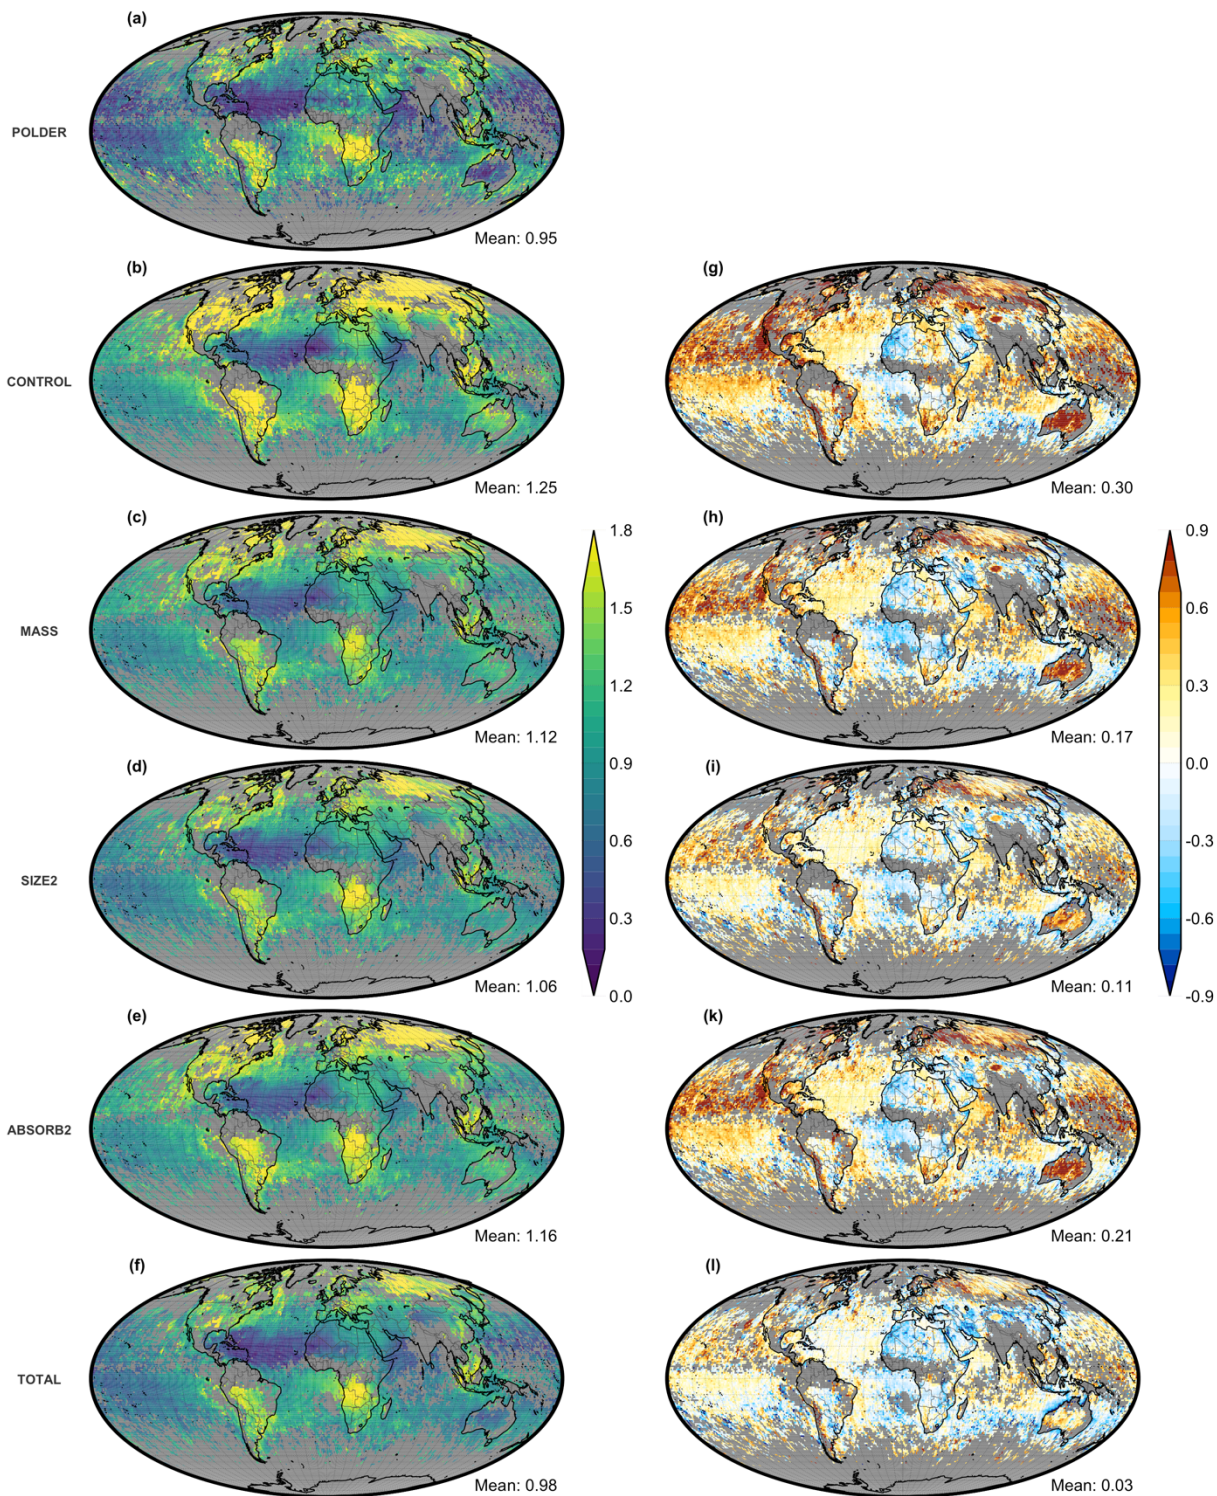 (a)
POLDER
Mean: 0.95
(b)
(g)
CONTROL
Mean: 1.25
Mean: 0.30
(c)
(h)
MASS
Mean: 1.12
Mean: 0.17
1.8
1.5
1.2
0.9
0.6
0.3
0.0
0.9
0.6
0.3
0.0
-0.3
-0.6
-0.9
(d)
(i)
SIZE2
Mean: 1.06
Mean: 0.11
(e)
(k)
ABSORB2
Mean: 1.16
Mean: 0.21
(f)
(l)
TOTAL
Mean: 0.98
Mean: 0.03